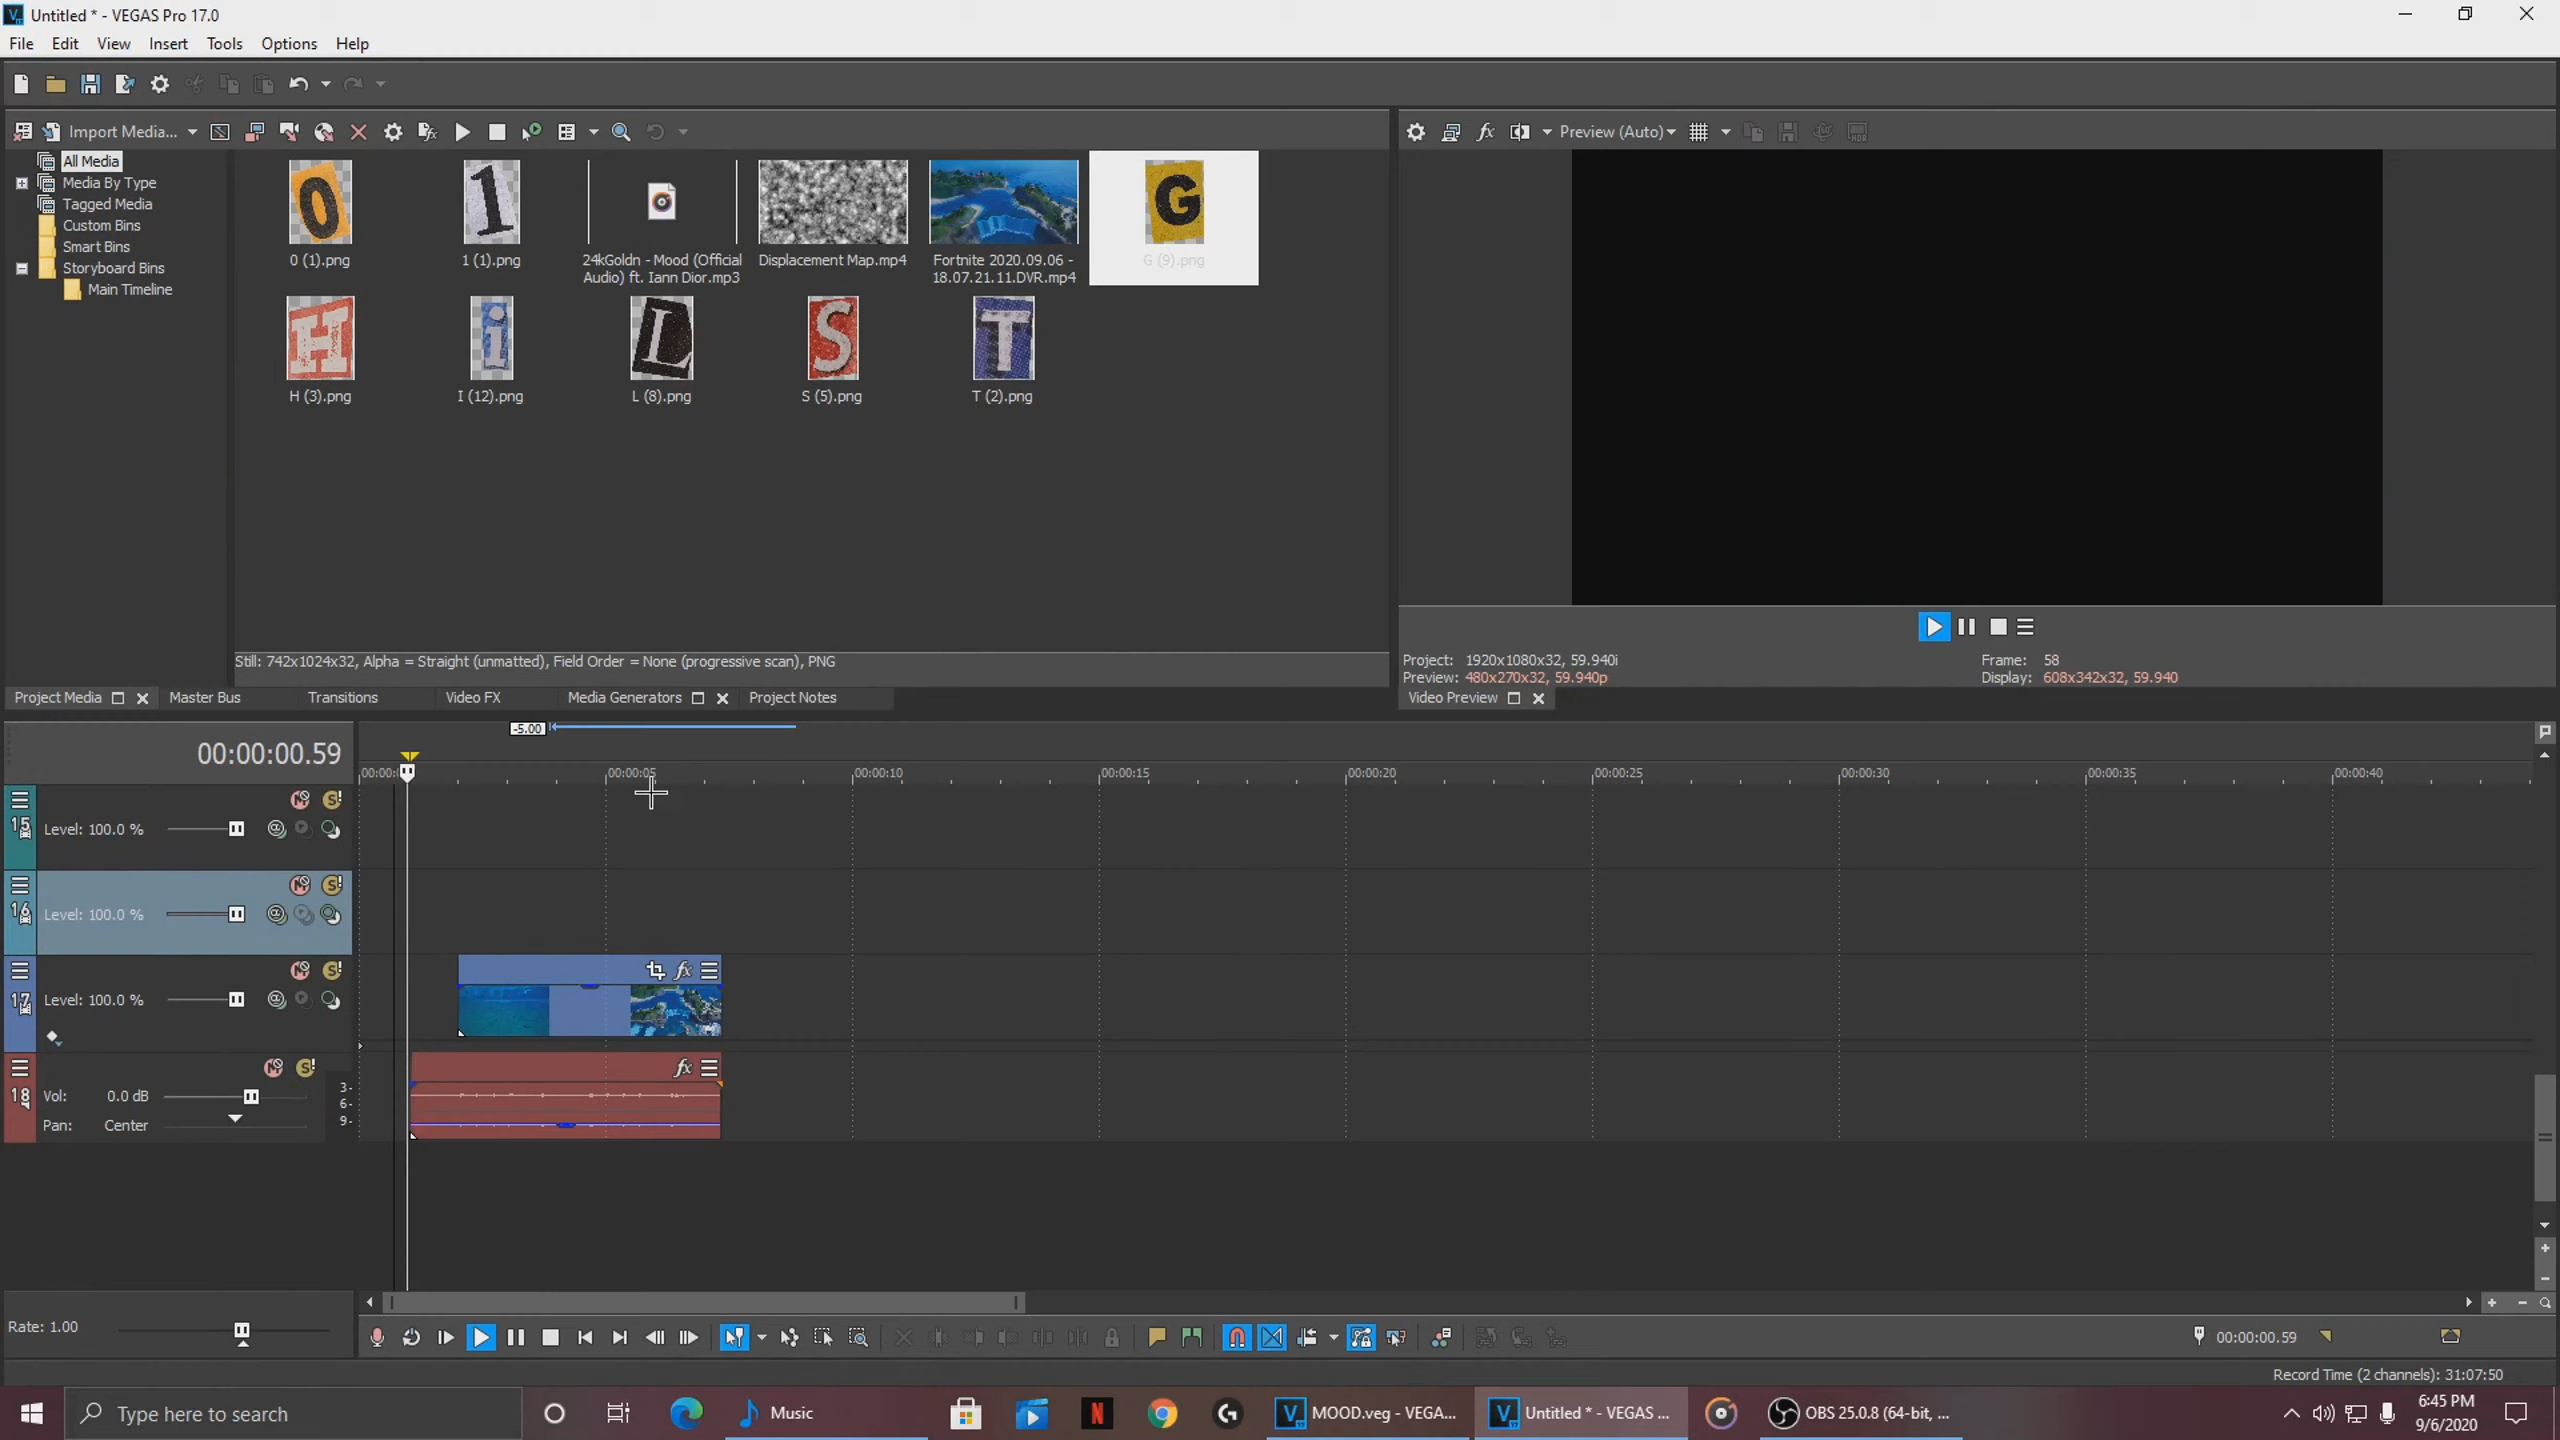 Untitled * - VEGAS Pro 17.0
File Edit View Insert Tools Options Help
Import Media...
Preview (Auto)
All Media
Media By Type
Tagged Media
Custom Bins
Smart Bins
Storyboard Bins
Main Timeline
0
1
G
0 (1).png
1 (1).png
24kGoldn - Mood (Official
Audio) ft. Iann Dior.mp3
Displacement Map.mp4
Fortnite 2020.09.06 -
18.07.21.11.DVR.mp4
G (9).png
H
i
L
S
T
H (3).png
I (12).png
L (8).png
S (5).png
T (2).png
Still: 742x1024x32, Alpha = Straight (unmatted), Field Order = None (progressive scan), PNG
Project: 1920x1080x32, 59.940i
Frame: 58
Preview: 480x270x32, 59.940p
Display: 608x342x32, 59.940
Project Media
Master Bus
Transitions
Video FX
Media Generators
Project Notes
Video Preview
-5.00
00:00:00.59
00:00:05
00:00:10
00:00:15
00:00:20
00:00:25
00:00:30
00:00:35
00:00:40
15
Level: 100.0 %
16
Level: 100.0 %
17
Level: 100.0 %
fx
18
Vol: 0.0 dB
Pan: Center
3-
6-
9-
fx
Rate: 1.00
00:00:00.59
Record Time (2 channels): 31:07:50
Type here to search
Music
MOOD.veg - VEGA...
Untitled * - VEGAS ...
OBS 25.0.8 (64-bit, ...
6:45 PM
9/6/2020